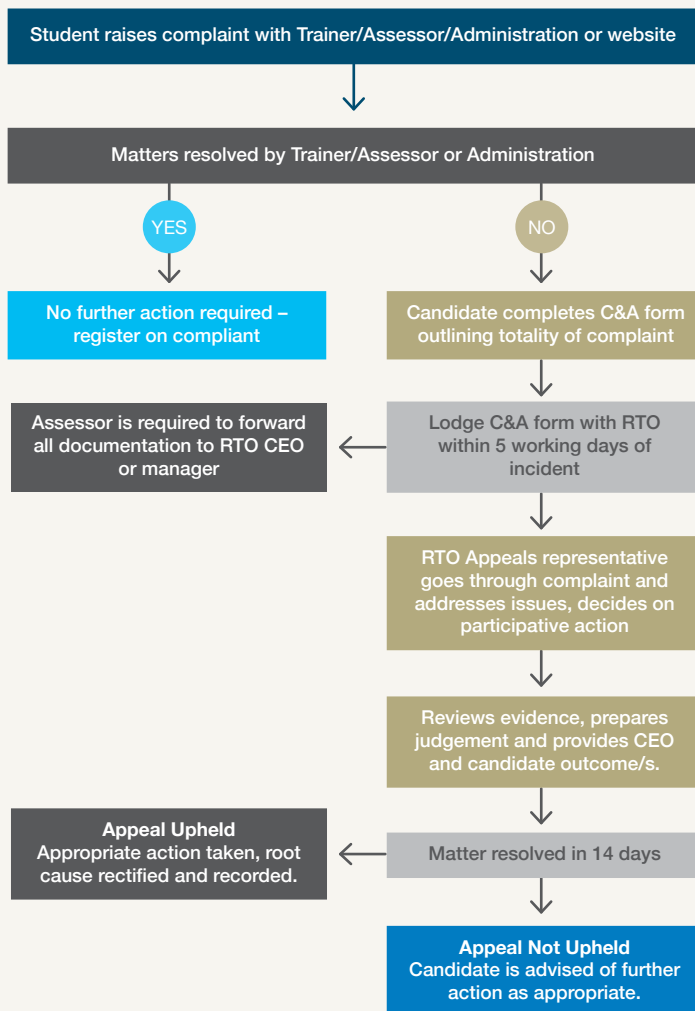 Student raises complaint with Trainer/Assessor/Administration or website
Matters resolved by Trainer/Assessor or Administration
YES
NO
No further action required –
register on compliant
Candidate completes C&A form
outlining totality of complaint
Assessor is required to forward
all documentation to RTO CEO
or manager
Lodge C&A form with RTO
within 5 working days of
incident
RTO Appeals representative
goes through complaint and
addresses issues, decides on
participative action
Reviews evidence, prepares
judgement and provides CEO
and candidate outcome/s.
Appeal Upheld
Appropriate action taken, root
cause rectified and recorded.
Matter resolved in 14 days
Appeal Not Upheld
Candidate is advised of further
action as appropriate.